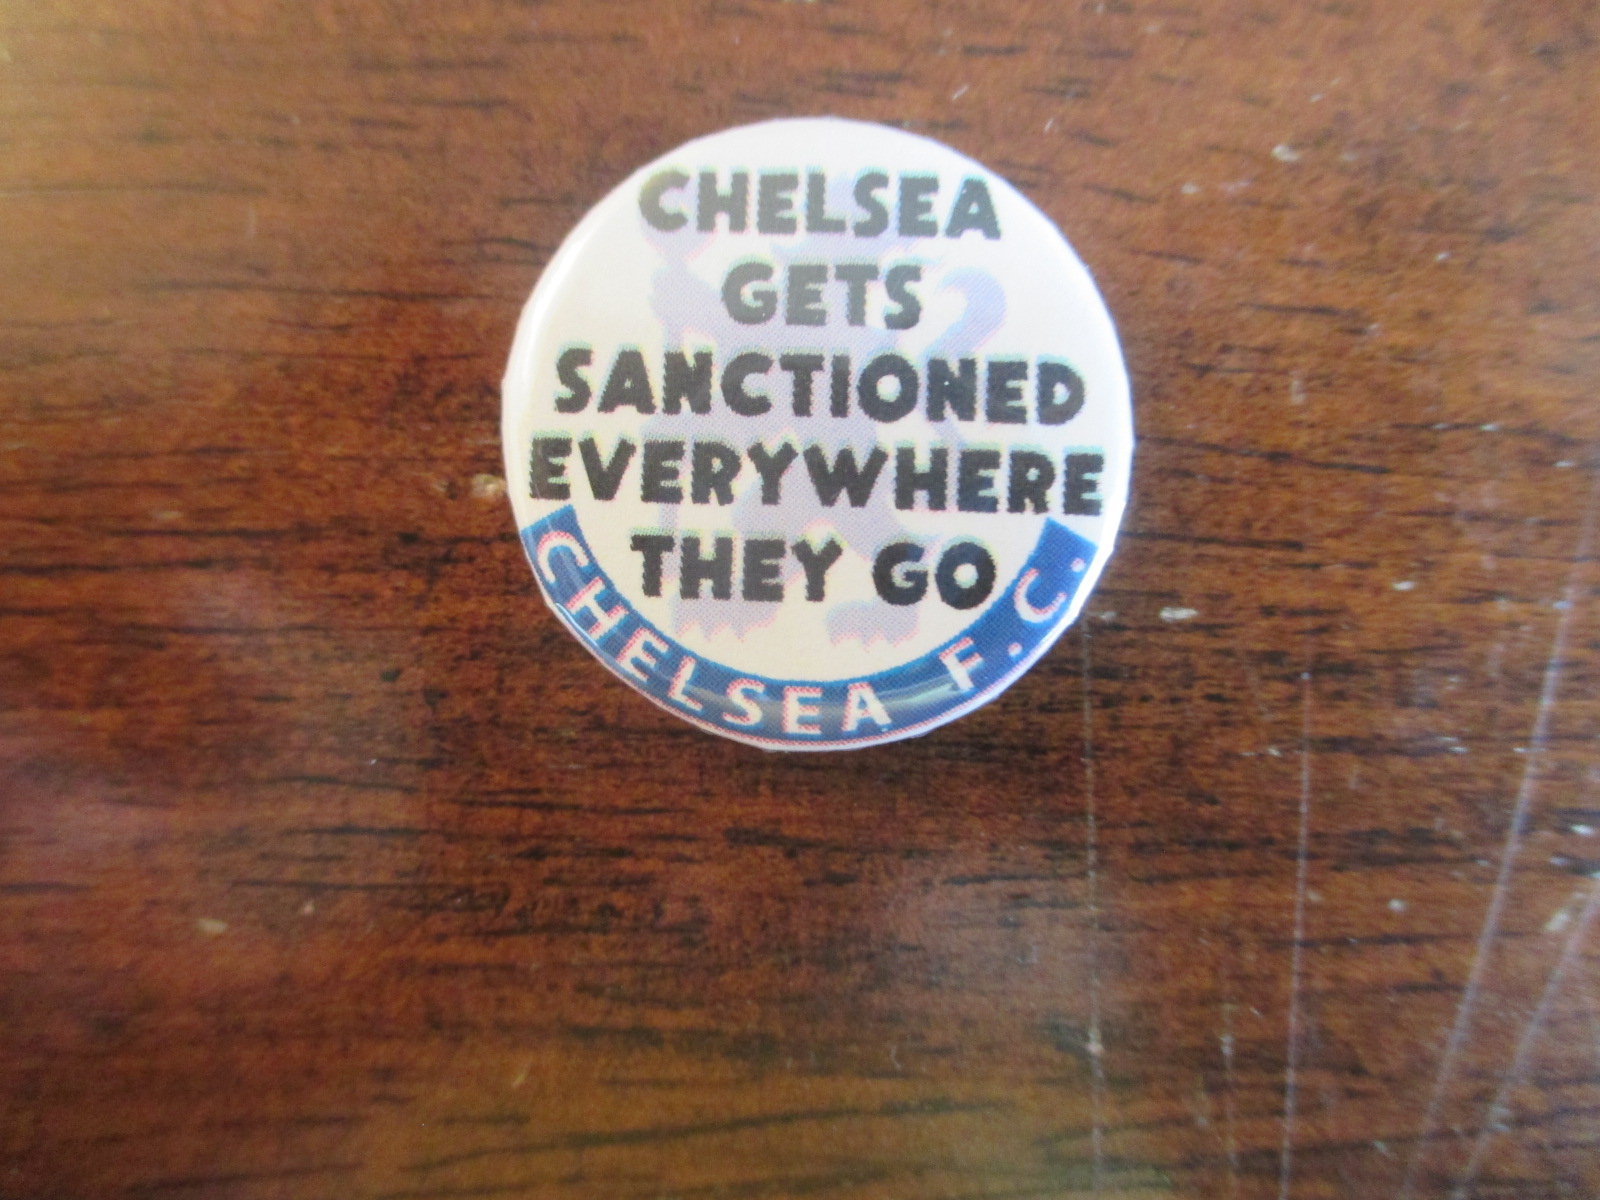 CHELSEA
GETS
SANCTIONED
EVERYWHERE
THEY GO
CHELSEA F.C.